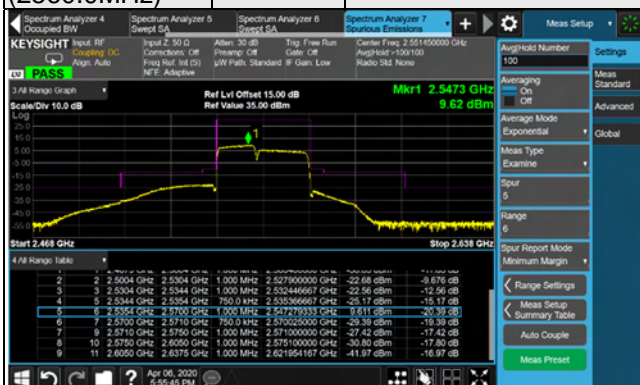 (2560.0MHz)
Spectrum Analyzer 4
Occupied BW
Spectrum Analyzer 5
Swept SA
Spectrum Analyzer 6
Swept SA
Spectrum Analyzer 7
Spurious Emissions
+
Meas Setup
KEYSIGHT Input: RF
Coupling: DC
Align: Auto
Input Z: 50 Ω
Corrections: Off
Freq Ref: Int (S)
NFE: Adaptive
Atten: 30 dB
Preamp: Off
µW Path: Standard
Trig: Free Run
Gate: Off
IF Gain: Low
Center Freq: 2.551450000 GHz
Avg|Hold:>100/100
Radio Std: None
LXI PASS
3 All Range Graph
Scale/Div 10.0 dB
Ref Lvl Offset 15.00 dB
Ref Value 35.00 dBm
Mkr1 2.5473 GHz
9.62 dBm
Log
25.0
15.0
5.00
-5.00
-15.0
-25.0
-35.0
-45.0
-55.0
1
Start 2.468 GHz
Stop 2.638 GHz
4 All Range Table
3 2 2.5004 GHz 2.5304 GHz 1.000 MHz 2.527900000 GHz -22.68 dBm -9.676 dB
3 3 2.5304 GHz 2.5344 GHz 1.000 MHz 2.532446667 GHz -22.56 dBm -12.56 dB
4 5 2.5344 GHz 2.5354 GHz 750.0 kHz 2.535366667 GHz -25.17 dBm -15.17 dB
5 6 2.5354 GHz 2.5700 GHz 1.000 MHz 2.547279333 GHz 9.611 dBm -20.39 dB
6 7 2.5700 GHz 2.5710 GHz 750.0 kHz 2.570025000 GHz -29.39 dBm -19.39 dB
7 9 2.5710 GHz 2.5750 GHz 1.000 MHz 2.571000000 GHz -27.42 dBm -17.42 dB
8 10 2.5750 GHz 2.6050 GHz 1.000 MHz 2.575100000 GHz -30.80 dBm -17.80 dB
9 11 2.6050 GHz 2.6375 GHz 1.000 MHz 2.621954167 GHz -41.97 dBm -16.97 dB
Avg|Hold Number
100
Averaging
On
Off
Average Mode
Exponential
Meas Type
Examine
Spur
5
Range
6
Spur Report Mode
Minimum Margin
Range Settings
Meas Setup
Summary Table
Auto Couple
Meas Preset
Settings
Meas
Standard
Advanced
Global
?
Apr 06, 2020
5:55:45 PM